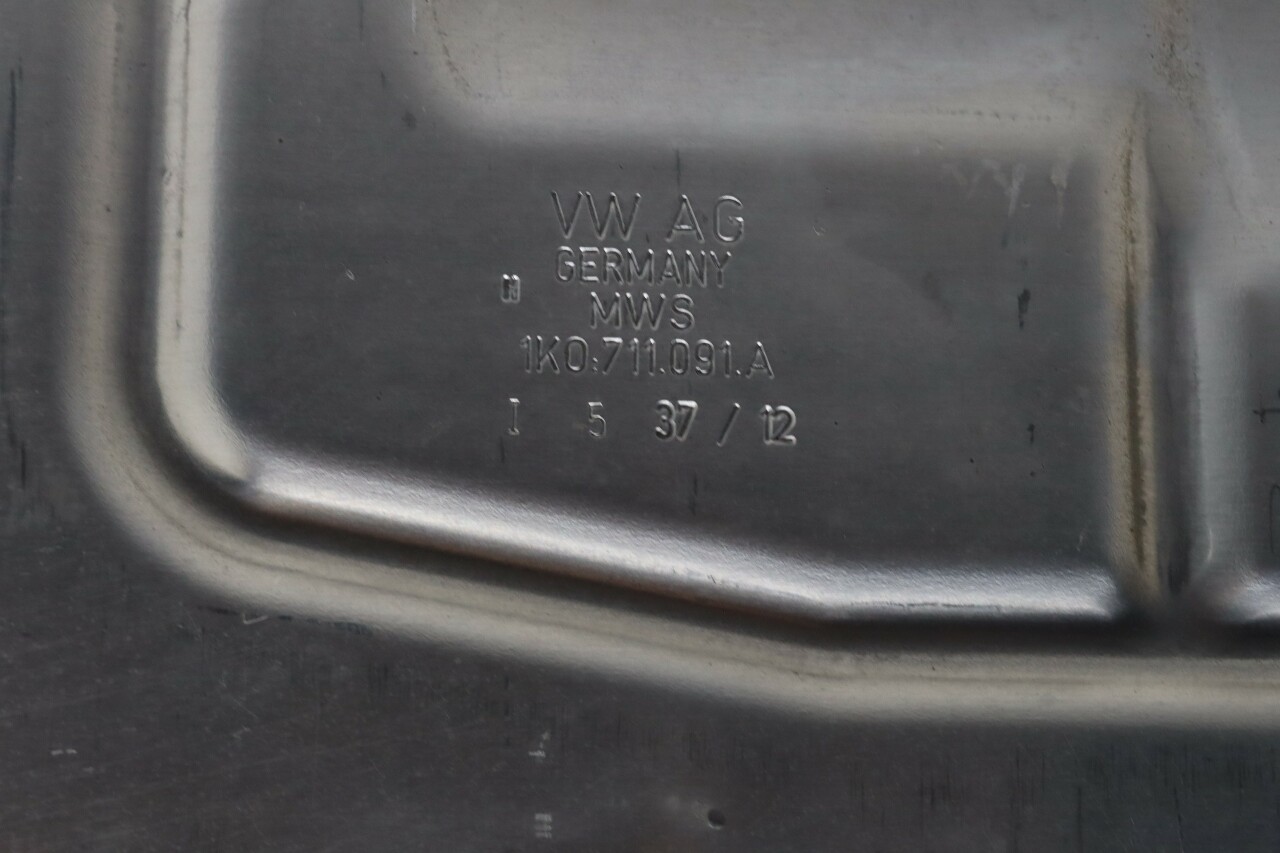 VW. AG
GERMANY
MWS
1K0.711.091.A
I 5 37 / 12